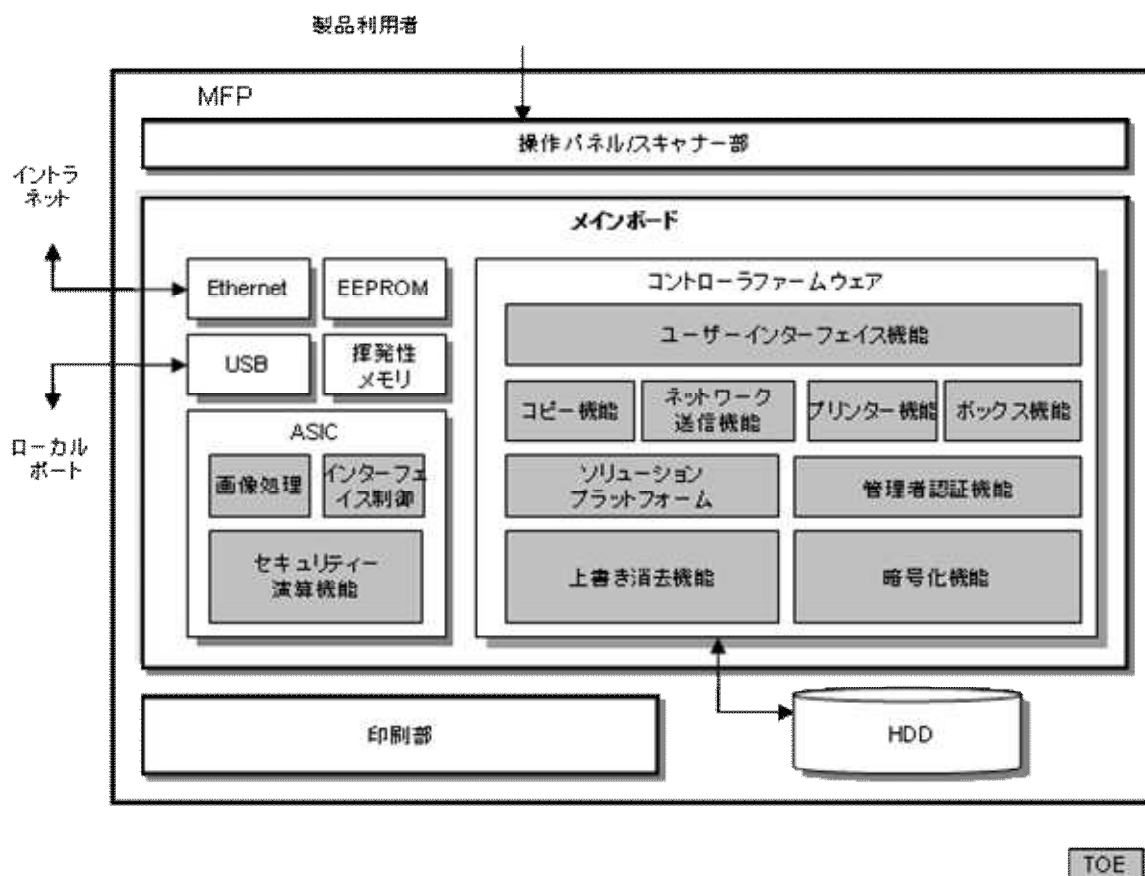 製品利用者
MFP
操作パネル/スキャナー部
イントラ
ネット
メインボード
Ethernet
EEPROM
コントローラファームウェア
ユーザーインターフェイス機能
USB
揮発性
メモリ
コピー機能
ネットワーク
送信機能
プリンター機能
ボックス機能
ローカル
ポート
ASIC
画像処理
インターフェ
イス制御
ソリューション
プラットフォーム
管理者認証機能
セキュリティー
演算機能
上書き消去機能
暗号化機能
印刷部
HDD
TOE